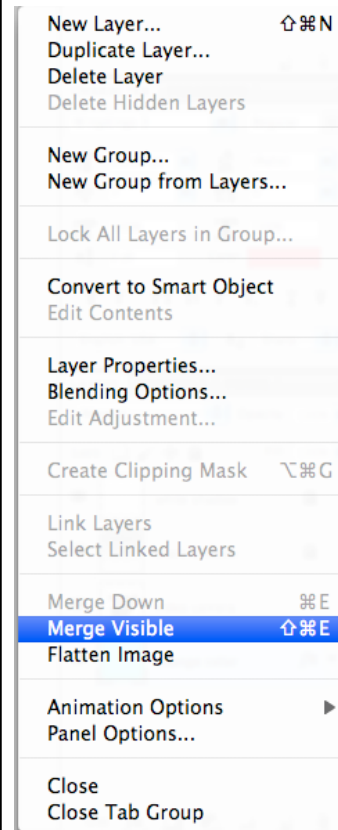 New Layer... ⇧⌘N
Duplicate Layer...
Delete Layer
Delete Hidden Layers
New Group...
New Group from Layers...
Lock All Layers in Group...
Convert to Smart Object
Edit Contents
Layer Properties...
Blending Options...
Edit Adjustment...
Create Clipping Mask ⌥⌘G
Link Layers
Select Linked Layers
Merge Down ⌘E
Merge Visible ⇧⌘E
Flatten Image
Animation Options ▶
Panel Options...
Close
Close Tab Group